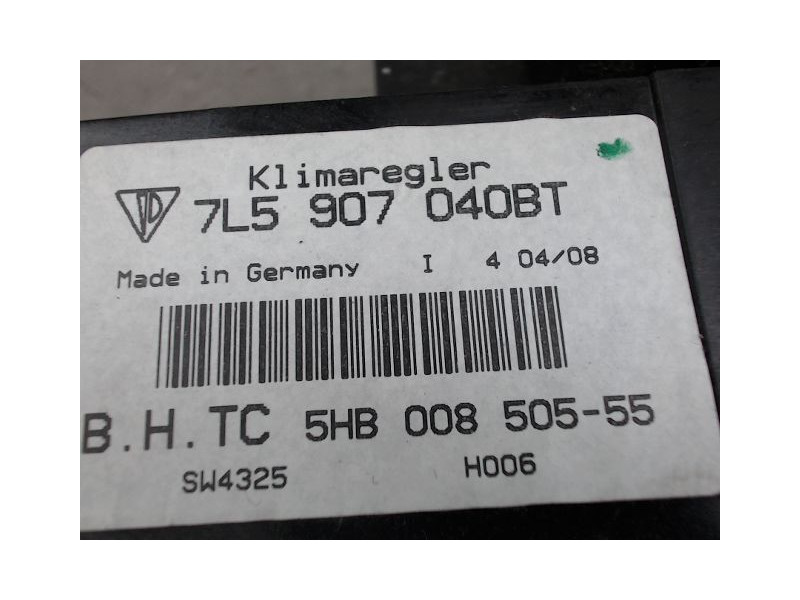 Klimaregler
7L5 907 040BT
Made in Germany I 4 04/08
B.H.TC 5HB 008 505-55
SW4325 H006